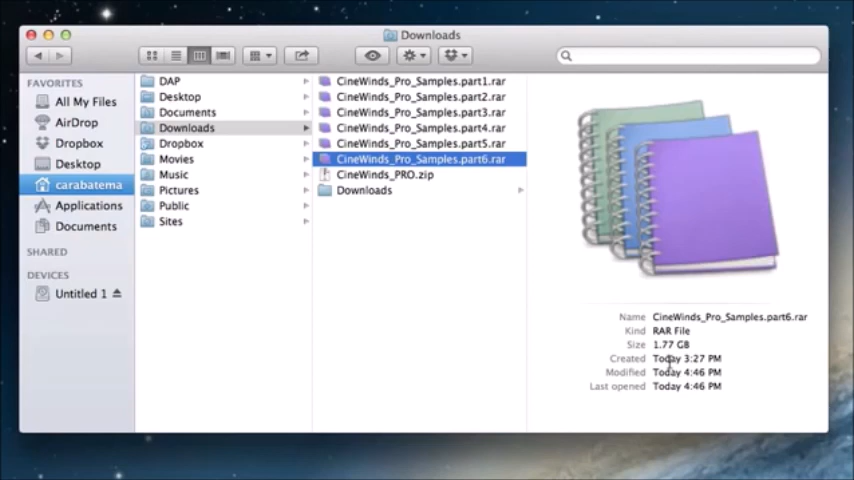 Downloads
FAVORITES
All My Files
AirDrop
Dropbox
Desktop
carabatema
Applications
Documents
SHARED
DEVICES
Untitled 1
DAP
Desktop
Documents
Downloads
Dropbox
Movies
Music
Pictures
Public
Sites
CineWinds_Pro_Samples.part1.rar
CineWinds_Pro_Samples.part2.rar
CineWinds_Pro_Samples.part3.rar
CineWinds_Pro_Samples.part4.rar
CineWinds_Pro_Samples.part5.rar
CineWinds_Pro_Samples.part6.rar
CineWinds_PRO.zip
Downloads
Name CineWinds_Pro_Samples.part6.rar
Kind RAR File
Size 1.77 GB
Created Today 3:27 PM
Modified Today 4:46 PM
Last opened Today 4:46 PM